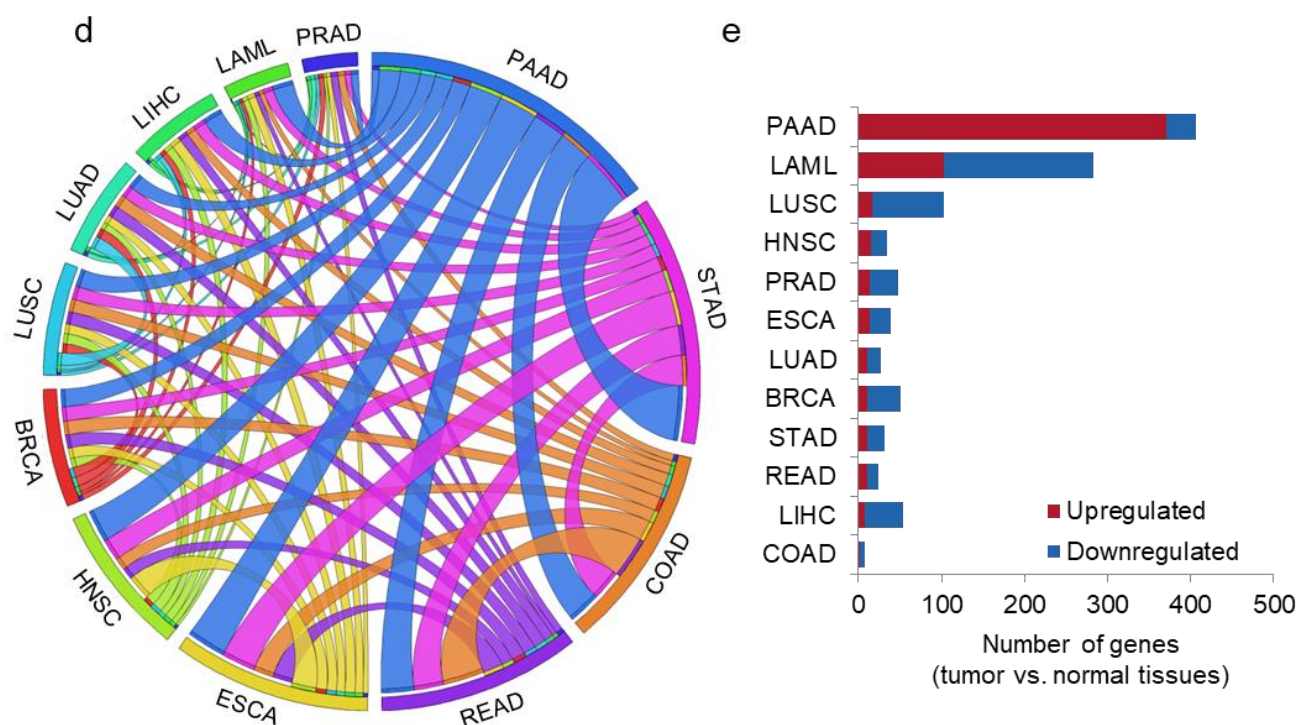 d
PRAD
LAML
PAAD
LIHC
LUAD
STAD
LUSC
BRCA
COAD
HNSC
ESCA
READ
e
PAAD
LAML
LUSC
HNSC
PRAD
ESCA
LUAD
BRCA
STAD
READ
LIHC
COAD
Upregulated
Downregulated
0 100 200 300 400 500
Number of genes
(tumor vs. normal tissues)